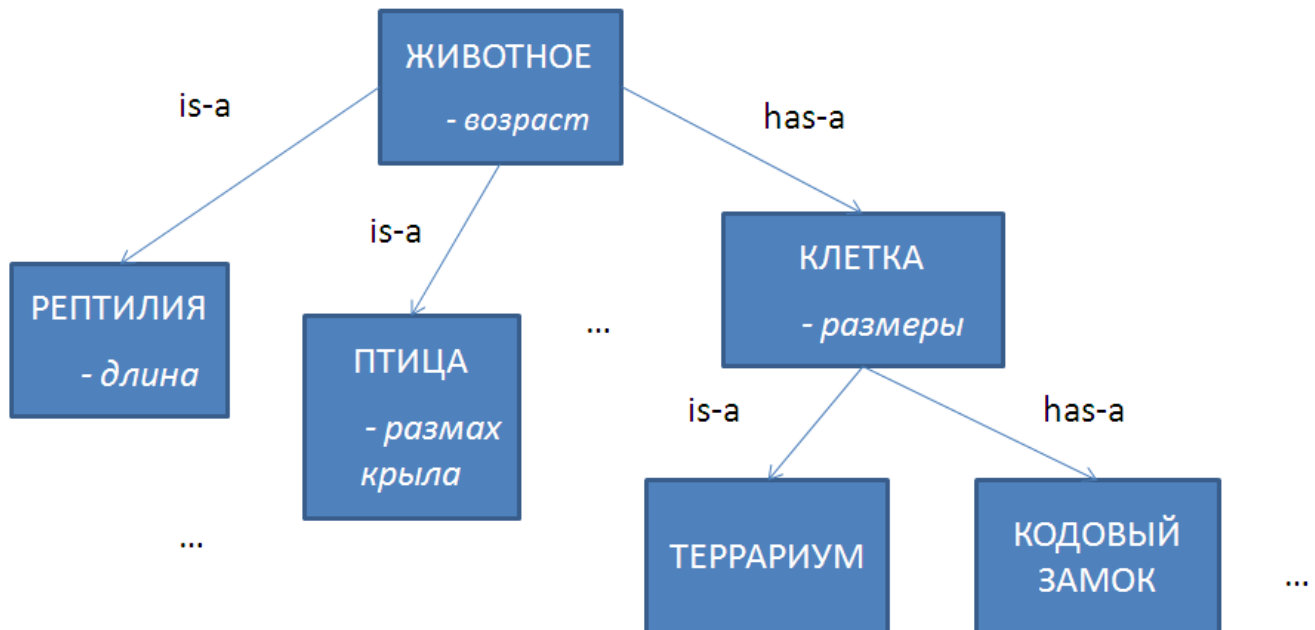 ЖИВОТНОЕ
- возраст
is-a
has-a
is-a
РЕПТИЛИЯ
- длина
ПТИЦА
- размах
крыла
...
КЛЕТКА
- размеры
is-a
has-a
...
ТЕРРАРИУМ
КОДОВЫЙ
ЗАМОК
...